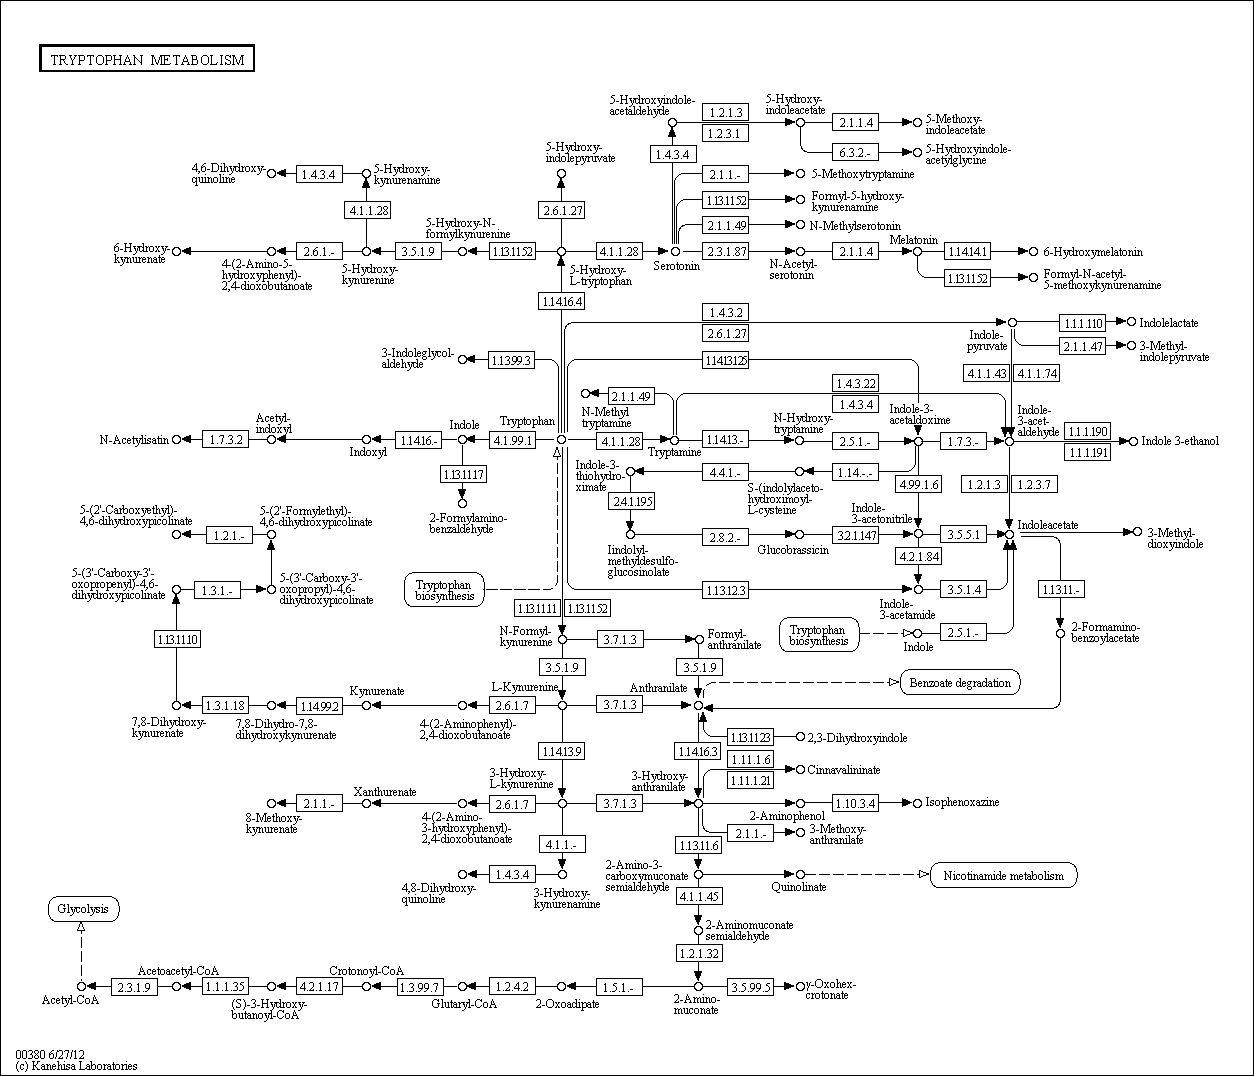 TRYPTOPHAN METABOLISM
5-Hydroxyindole-
acetaldehyde
1.2.1.3
1.2.3.1
5-Hydroxy-
indoleacetate
2.1.1.4
5-Methoxy-
indoleacetate
6.3.2.-
5-Hydroxyindole-
acetylglycine
1.4.3.4
4,6-Dihydroxy-
quinoline
1.4.3.4
5-Hydroxy-
kynurenamine
5-Hydroxy-
indolepyruvate
2.1.1.-
5-Methoxytryptamine
4.1.1.28
2.6.1.27
1.13.11.52
Formyl-5-hydroxy-
kynurenamine
2.1.1.49
N-Methylserotonin
6-Hydroxy-
kynurenate
4-(2-Amino-5-
hydroxyphenyl)-
2,4-dioxobutanoate
2.6.1.-
5-Hydroxy-
kynurenine
3.5.1.9
5-Hydroxy-N-
formylkynurenine
1.13.11.52
5-Hydroxy-
L-tryptophan
4.1.1.28
Serotonin
2.3.1.87
N-Acetyl-
serotonin
2.1.1.4
Melatonin
1.14.14.1
6-Hydroxymelatonin
1.13.11.52
Formyl-N-acetyl-
5-methoxykynurenamine
1.14.16.4
1.4.3.2
2.6.1.27
Indole-
pyruvate
1.1.1.110
Indolelactate
2.1.1.47
3-Methyl-
indolepyruvate
3-Indoleglycol
aldehyde
1.13.99.3
1.14.13.125
4.1.1.43
4.1.1.74
2.1.1.49
N-Methyl
tryptamine
1.4.3.22
1.4.3.4
N-Acetylisatin
1.7.3.2
Acetyl-
indoxyl
Indoxyl
1.14.16.-
Indole
4.1.99.1
Tryptophan
4.1.1.28
Tryptamine
1.14.13.-
N-Hydroxy-
tryptamine
2.5.1.-
Indole-3-
acetaldoxime
1.7.3.-
Indole-
3-acet-
aldehyde
1.1.1.190
1.1.1.191
Indole 3-ethanol
1.13.11.17
2-Formylamino-
benzaldehyde
Indole-3-
thiohydro-
ximate
4.4.1.-
S-(indolylaceto-
hydroximoyl)-
L-cysteine
1.14.-.-
4.99.1.6
1.2.1.3
1.2.3.7
2.4.1.195
Iindolyl-
methyldesulfo-
glucosinolate
2.8.2.-
Glucobrassicin
3.2.1.147
Indole-
3-acetonitrile
3.5.5.1
Indoleacetate
3-Methyl-
dioxyindole
5-(2'-Carboxyethyl)-
4,6-dihydroxypicolinate
1.2.1.-
5-(2'-Formylethyl)-
4,6-dihydroxypicolinate
4.2.1.84
5-(3'-Carboxy-3'-
oxopropenyl)-4,6-
dihydroxypicolinate
1.3.1.-
5-(3'-Carboxy-3'-
oxopropyl)-4,6-
dihydroxypicolinate
Tryptophan
biosynthesis
1.13.12.3
Indole-
3-acetamide
3.5.1.4
1.13.11.-
1.13.11.11
1.13.11.52
1.13.11.10
N-Formyl-
kynurenine
3.7.1.3
Formyl-
anthranilate
Tryptophan
biosynthesis
Indole
2.5.1.-
2-Formamino-
benzoylacetate
3.5.1.9
3.5.1.9
Benzoate degradation
7,8-Dihydroxy-
kynurenate
1.3.1.18
7,8-Dihydro-7,8-
dihydroxykynurenate
1.14.99.2
Kynurenate
4-(2-Aminophenyl)-
2,4-dioxobutanoate
2.6.1.7
L-Kynurenine
3.7.1.3
Anthranilate
1.13.11.23
2,3-Dihydroxyindole
1.14.13.9
1.14.16.3
1.11.1.6
1.11.1.21
Cinnavalininate
8-Methoxy-
kynurenate
2.1.1.-
Xanthurenate
4-(2-Amino-
3-hydroxyphenyl)-
2,4-dioxobutanoate
2.6.1.7
3-Hydroxy-
L-kynurenine
3.7.1.3
3-Hydroxy-
anthranilate
2-Aminophenol
1.10.3.4
Isophenoxazine
2.1.1.-
3-Methoxy-
anthranilate
4.1.1.-
1.13.11.6
4,8-Dihydroxy-
quinoline
1.4.3.4
3-Hydroxy-
kynurenamine
2-Amino-3-
carboxymuconate
semialdehyde
Quinolinate
Nicotinamide metabolism
4.1.1.45
Glycolysis
2-Aminomuconate
semialdehyde
1.2.1.32
Acetyl-CoA
2.3.1.9
Acetoacetyl-CoA
1.1.1.35
(S)-3-Hydroxy-
butanoyl-CoA
4.2.1.17
Crotonoyl-CoA
1.3.99.7
Glutaryl-CoA
1.2.4.2
2-Oxoadipate
1.5.1.-
2-Amino-
muconate
3.5.99.5
γ-Oxohex-
crotonate
00380 6/27/12
(c) Kanehisa Laboratories